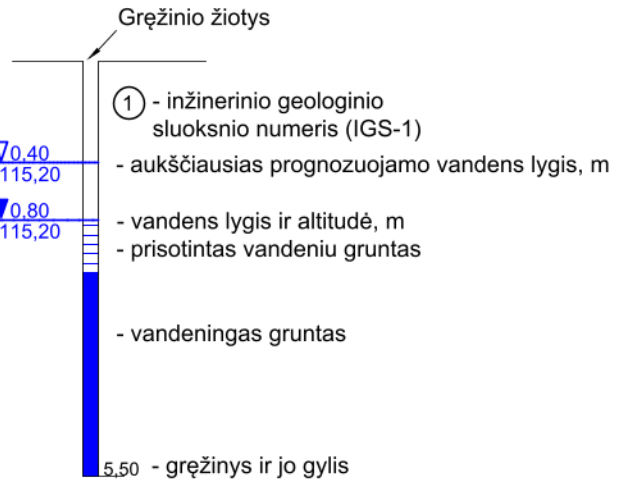 Gręžinio žiotys
1 - inžinerinio geologinio
sluoksnio numeris (IGS-1)
0,40
115,20
- aukščiausias prognozuojamo vandens lygis, m
0,80
115,20
- vandens lygis ir altitudė, m
- prisotintas vandeniu gruntas
- vandeningas gruntas
5,50 - gręžinys ir jo gylis